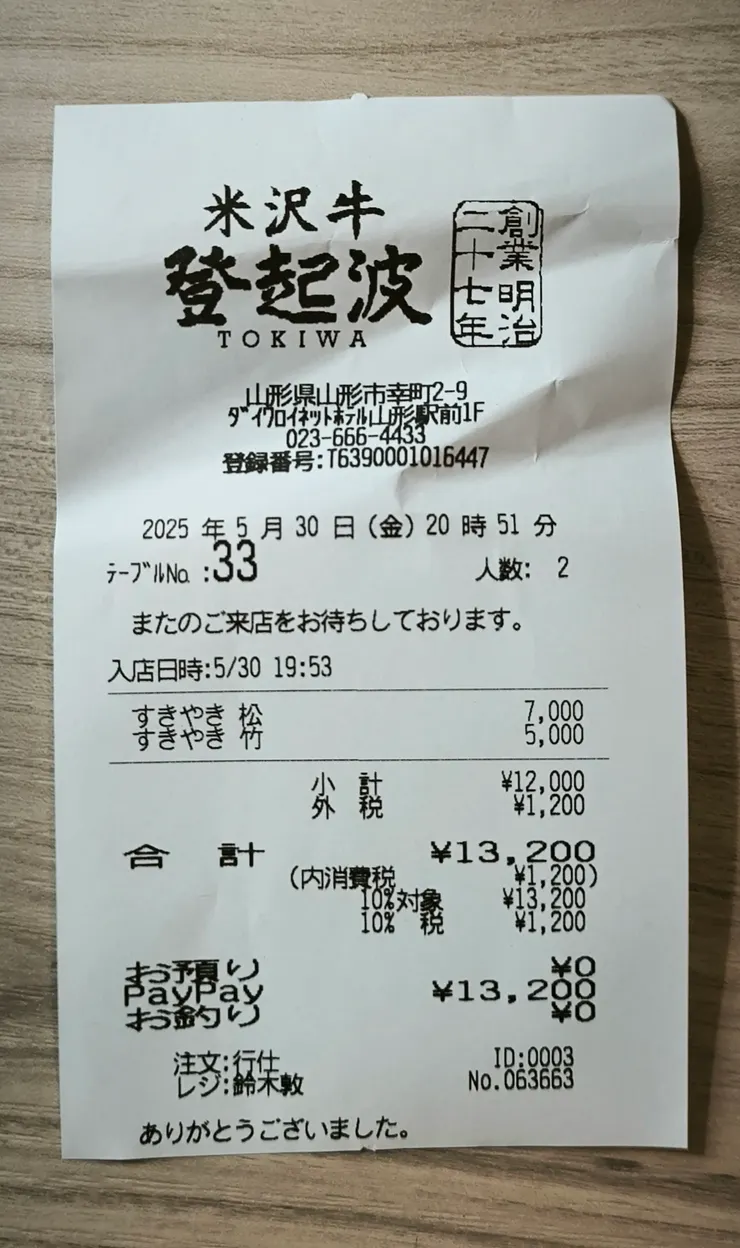 米沢牛
登起波
TOKIWA
創業明治
二十七年
山形県山形市幸町2-9
ﾀﾞｲﾜﾛｲﾈｯﾄﾎﾃﾙ山形駅前1F
023-666-4433
登録番号:T6390001016447
2025 年 5 月 30 日(金) 20 時 51 分
ﾃｰﾌﾞﾙNo.:33 人数: 2
またのご来店をお待ちしております。
入店日時:5/30 19:53
すきやき 松 7,000
すきやき 竹 5,000
小 計 ¥12,000
外 税 ¥1,200
合 計 ¥13,200
(内消費税 ¥1,200)
10%対象 ¥13,200
10% 税 ¥1,200
お預り ¥0
PayPay ¥13,200
お釣り ¥0
注文:行仕 ID:0003
レジ:鈴木敦 No.063663
ありがとうございました。